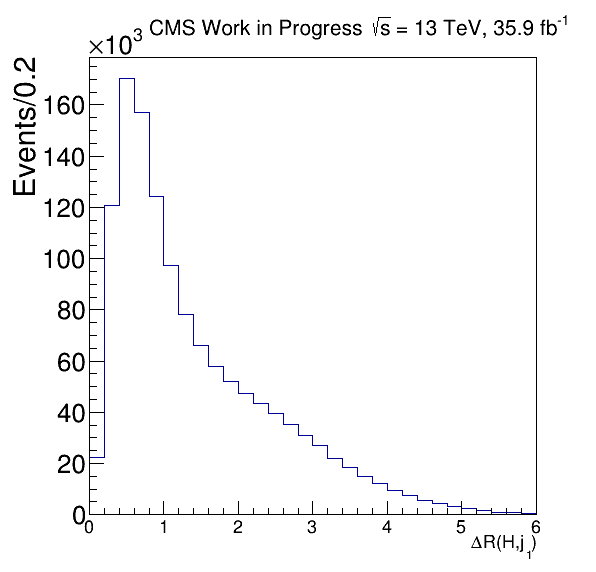 ×10³ CMS Work in Progress √s = 13 TeV, 35.9 fb⁻¹
Events/0.2
160
140
120
100
80
60
40
20
0
0 1 2 3 4 5 6
ΔR(H,j₁)